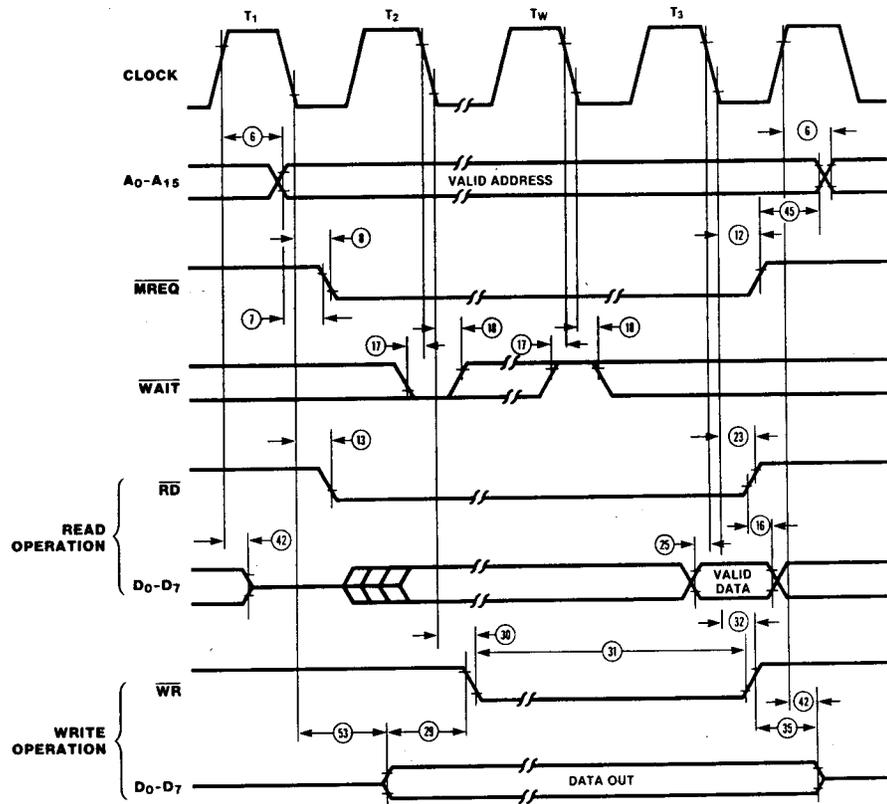 T1 T2 TW T3
CLOCK
6 6
A0-A15 VALID ADDRESS
45
8 12
MREQ
7
17 18 17 18
WAIT
13 23
RD
READ OPERATION
16
42 25
D0-D7 VALID DATA
32
30
31
WR
42
WRITE OPERATION
53 29 35
D0-D7 DATA OUT